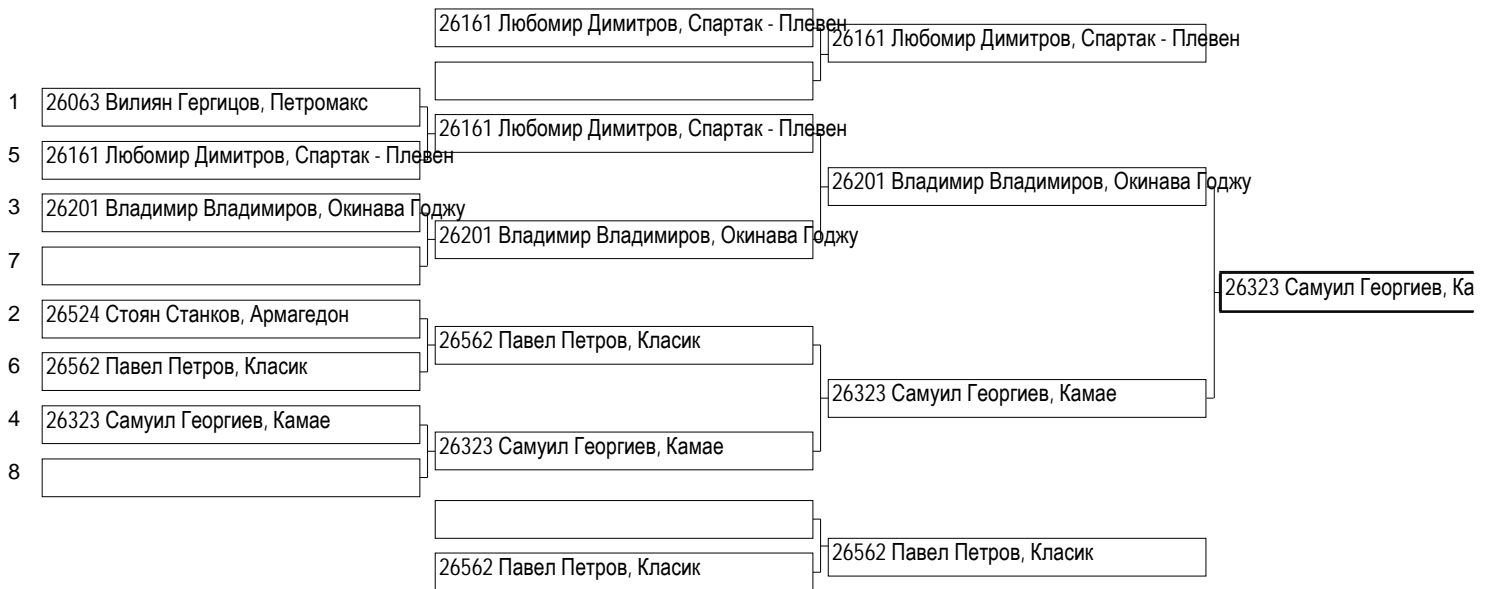 26161 Любомир Димитров, Спартак - Плевен
26161 Любомир Димитров, Спартак - Плевен
1 26063 Вилиян Гергицов, Петромакс
26161 Любомир Димитров, Спартак - Плевен
5 26161 Любомир Димитров, Спартак - Плевен
26201 Владимир Владимиров, Окинава Годжу
3 26201 Владимир Владимиров, Окинава Годжу
26201 Владимир Владимиров, Окинава Годжу
7
26323 Самуил Георгиев, Ка
2 26524 Стоян Станков, Армагедон
26562 Павел Петров, Класик
6 26562 Павел Петров, Класик
26323 Самуил Георгиев, Камае
4 26323 Самуил Георгиев, Камае
26323 Самуил Георгиев, Камае
8
26562 Павел Петров, Класик
26562 Павел Петров, Класик